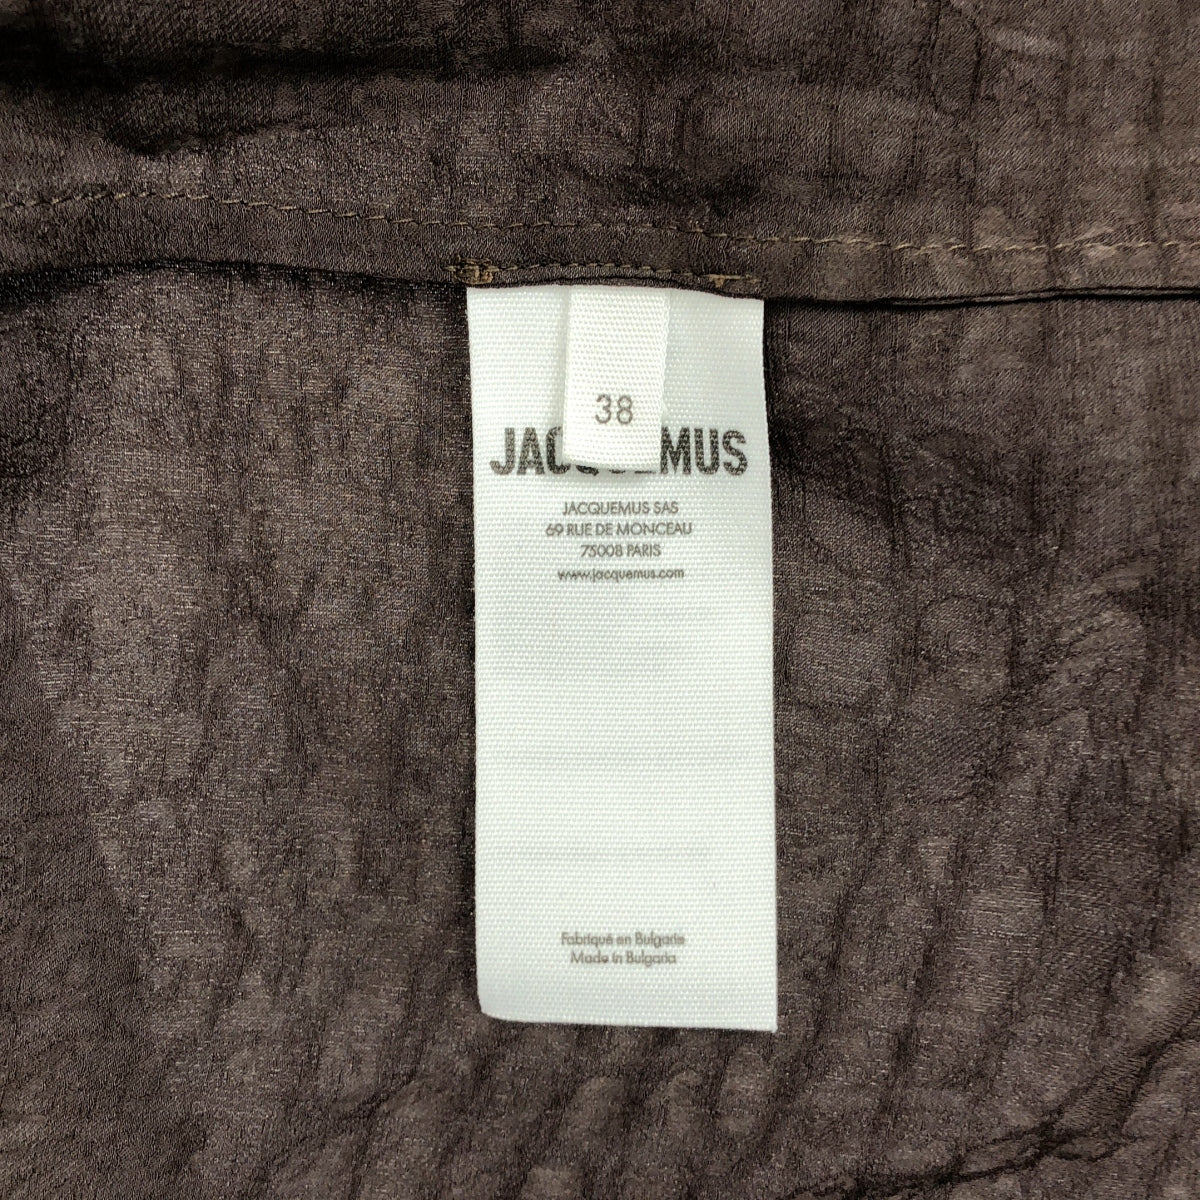 38
JACQUEMUS
JACQUEMUS SAS
69 RUE DE MONCEAU
75008 PARIS
www.jacquemus.com
Fabriqué en Bulgarie
Made in Bulgaria